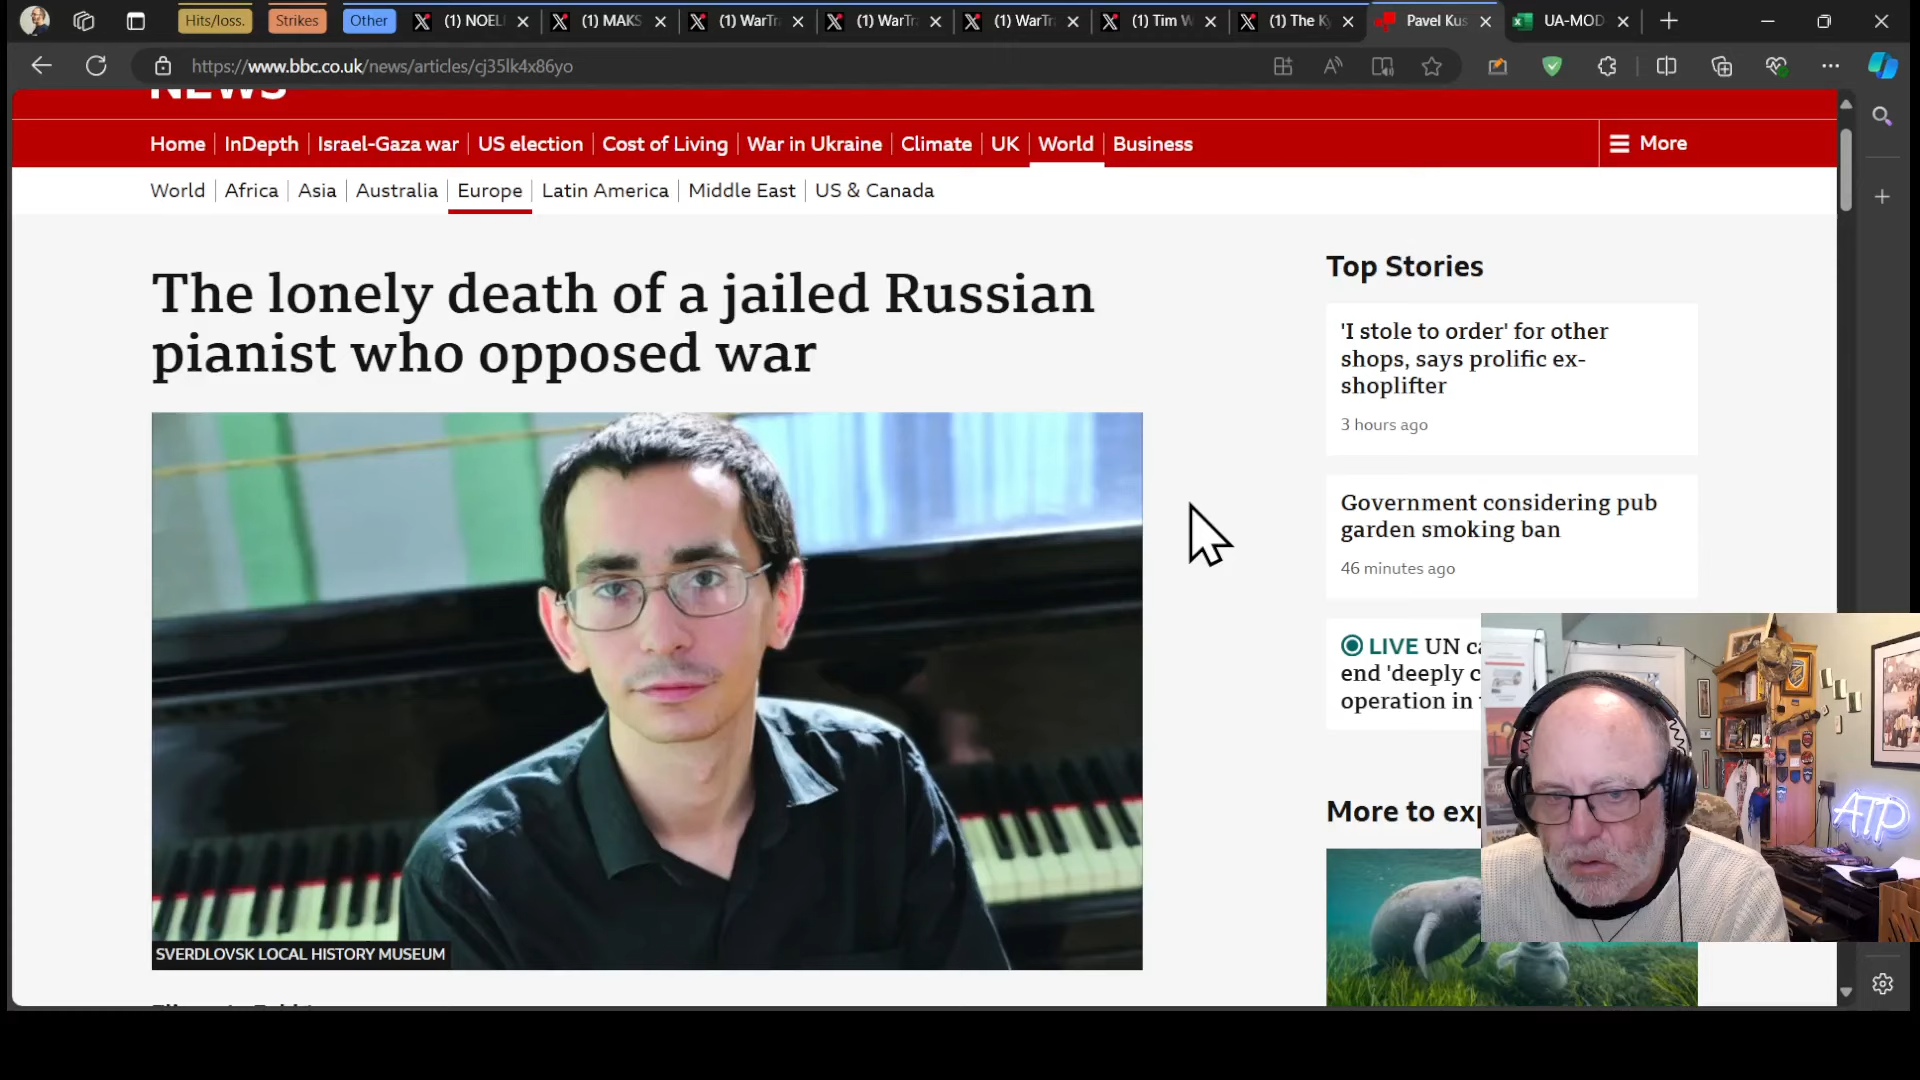 Hits/loss.
Strikes
Other
(1) NOEL
(1) MAKS
(1) WarTr
(1) WarTr
(1) WarTr
(1) Tim W
(1) The Ky
Pavel Kus
UA-MOD
https://www.bbc.co.uk/news/articles/cj35lk4x86yo
NEWS
Home
InDepth
Israel-Gaza war
US election
Cost of Living
War in Ukraine
Climate
UK
World
Business
More
World
Africa
Asia
Australia
Europe
Latin America
Middle East
US & Canada
The lonely death of a jailed Russian
pianist who opposed war
SVERDLOVSK LOCAL HISTORY MUSEUM
Top Stories
'I stole to order' for other
shops, says prolific ex-
shoplifter
3 hours ago
Government considering pub
garden smoking ban
46 minutes ago
LIVE UN ca
end 'deeply c
operation in
More to exp
ATP